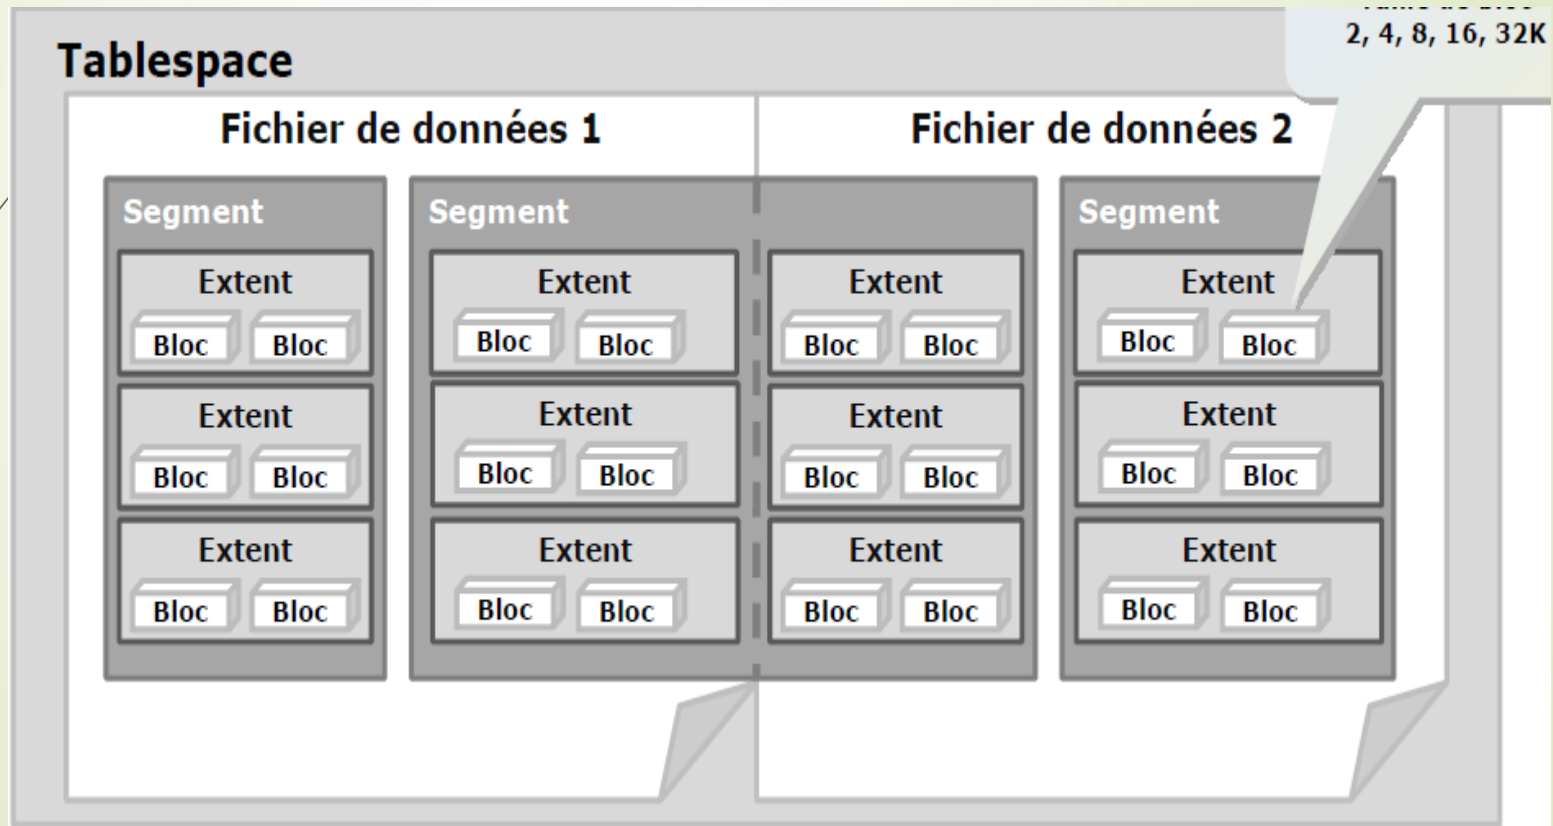 2, 4, 8, 16, 32K
Tablespace
Fichier de données 1
Fichier de données 2
Segment
Segment
Segment
Extent
Extent
Extent
Extent
Bloc
Bloc
Bloc
Bloc
Bloc
Bloc
Bloc
Bloc
Extent
Extent
Extent
Extent
Bloc
Bloc
Bloc
Bloc
Bloc
Bloc
Bloc
Bloc
Extent
Extent
Extent
Extent
Bloc
Bloc
Bloc
Bloc
Bloc
Bloc
Bloc
Bloc